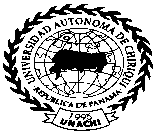 UNIVERSIDAD AUTONOMA DE CHIRIQUI
REPUBLICA DE PANAMA
1995
UNACHI